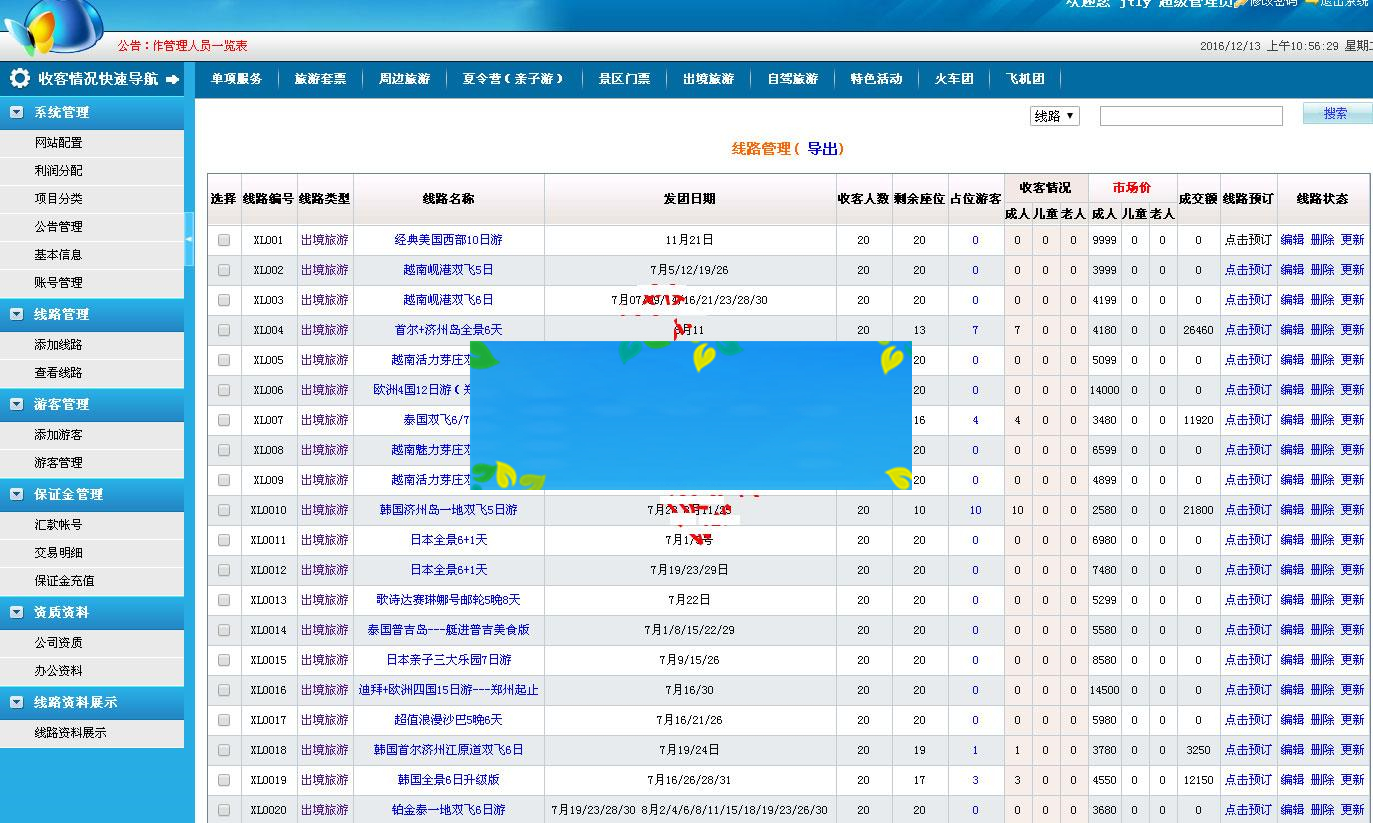 欢迎您 jtly 超级管理员 修改密码 退出系统
公告：作管理人员一览表
2016/12/13 上午10:56:29 星期二
收客情况快速导航
单项服务 旅游套票 周边旅游 夏令营（亲子游） 景区门票 出境旅游 自驾旅游 特色活动 火车团 飞机团
系统管理
网站配置
利润分配
项目分类
公告管理
基本信息
账号管理
线路管理
添加线路
查看线路
游客管理
添加游客
游客管理
保证金管理
汇款帐号
交易明细
保证金充值
资质资料
公司资质
办公资料
线路资料展示
线路资料展示
线路 搜索
线路管理( 导出)
选择 线路编号 线路类型 线路名称 发团日期 收客人数 剩余座位 占位游客 收客情况 市场价 成交额 线路预订 线路状态
成人 儿童 老人 成人 儿童 老人
XL001 出境旅游 经典美国西部10日游 11月21日 20 20 0 0 0 0 9999 0 0 0 点击预订 编辑 删除 更新
XL002 出境旅游 越南岘港双飞5日 7月5/12/19/26 20 20 0 0 0 0 3999 0 0 0 点击预订 编辑 删除 更新
XL003 出境旅游 越南岘港双飞6日 7月07/09/14/16/21/23/28/30 20 20 0 0 0 0 4199 0 0 0 点击预订 编辑 删除 更新
XL004 出境旅游 首尔+济州岛全景6天 月11 20 13 7 7 0 0 4180 0 0 26460 点击预订 编辑 删除 更新
XL005 出境旅游 越南活力芽庄双 20 0 0 0 0 5099 0 0 0 点击预订 编辑 删除 更新
XL006 出境旅游 欧洲4国12日游( 20 0 0 0 0 14000 0 0 0 点击预订 编辑 删除 更新
XL007 出境旅游 泰国双飞6/7 16 4 4 0 0 3480 0 0 11920 点击预订 编辑 删除 更新
XL008 出境旅游 越南魅力芽庄双 20 0 0 0 0 6599 0 0 0 点击预订 编辑 删除 更新
XL009 出境旅游 越南活力芽庄双 20 0 0 0 0 4899 0 0 0 点击预订 编辑 删除 更新
XL0010 出境旅游 韩国济州岛一地双飞5日游 20 10 10 10 0 0 2580 0 0 21800 点击预订 编辑 删除 更新
XL0011 出境旅游 日本全景6+1天 7月1/ 号 20 20 0 0 0 0 6980 0 0 0 点击预订 编辑 删除 更新
XL0012 出境旅游 日本全景6+1天 7月19/23/29日 20 20 0 0 0 0 7480 0 0 0 点击预订 编辑 删除 更新
XL0013 出境旅游 歌诗达赛琳娜号邮轮5晚8天 7月22日 20 20 0 0 0 0 5299 0 0 0 点击预订 编辑 删除 更新
XL0014 出境旅游 泰国普吉岛---艇进普吉美食版 7月1/8/15/22/29 20 20 0 0 0 0 5580 0 0 0 点击预订 编辑 删除 更新
XL0015 出境旅游 日本亲子三大乐园7日游 7月9/15/26 20 20 0 0 0 0 8580 0 0 0 点击预订 编辑 删除 更新
XL0016 出境旅游 迪拜+欧洲四国15日游---郑州起止 7月16/30 20 20 0 0 0 0 14500 0 0 0 点击预订 编辑 删除 更新
XL0017 出境旅游 超值浪漫沙巴5晚6天 7月16/21/26 20 20 0 0 0 0 5980 0 0 0 点击预订 编辑 删除 更新
XL0018 出境旅游 韩国首尔济州江原道双飞6日 7月19/24日 20 19 1 1 0 0 3780 0 0 3250 点击预订 编辑 删除 更新
XL0019 出境旅游 韩国全景6日升级版 7月16/26/28/31 20 17 3 3 0 0 4550 0 0 12150 点击预订 编辑 删除 更新
XL0020 出境旅游 铂金泰一地双飞6日游 7月19/23/28/30 8月2/4/6/8/11/15/18/19/23/26/30 20 20 0 0 0 0 3680 0 0 0 点击预订 编辑 删除 更新